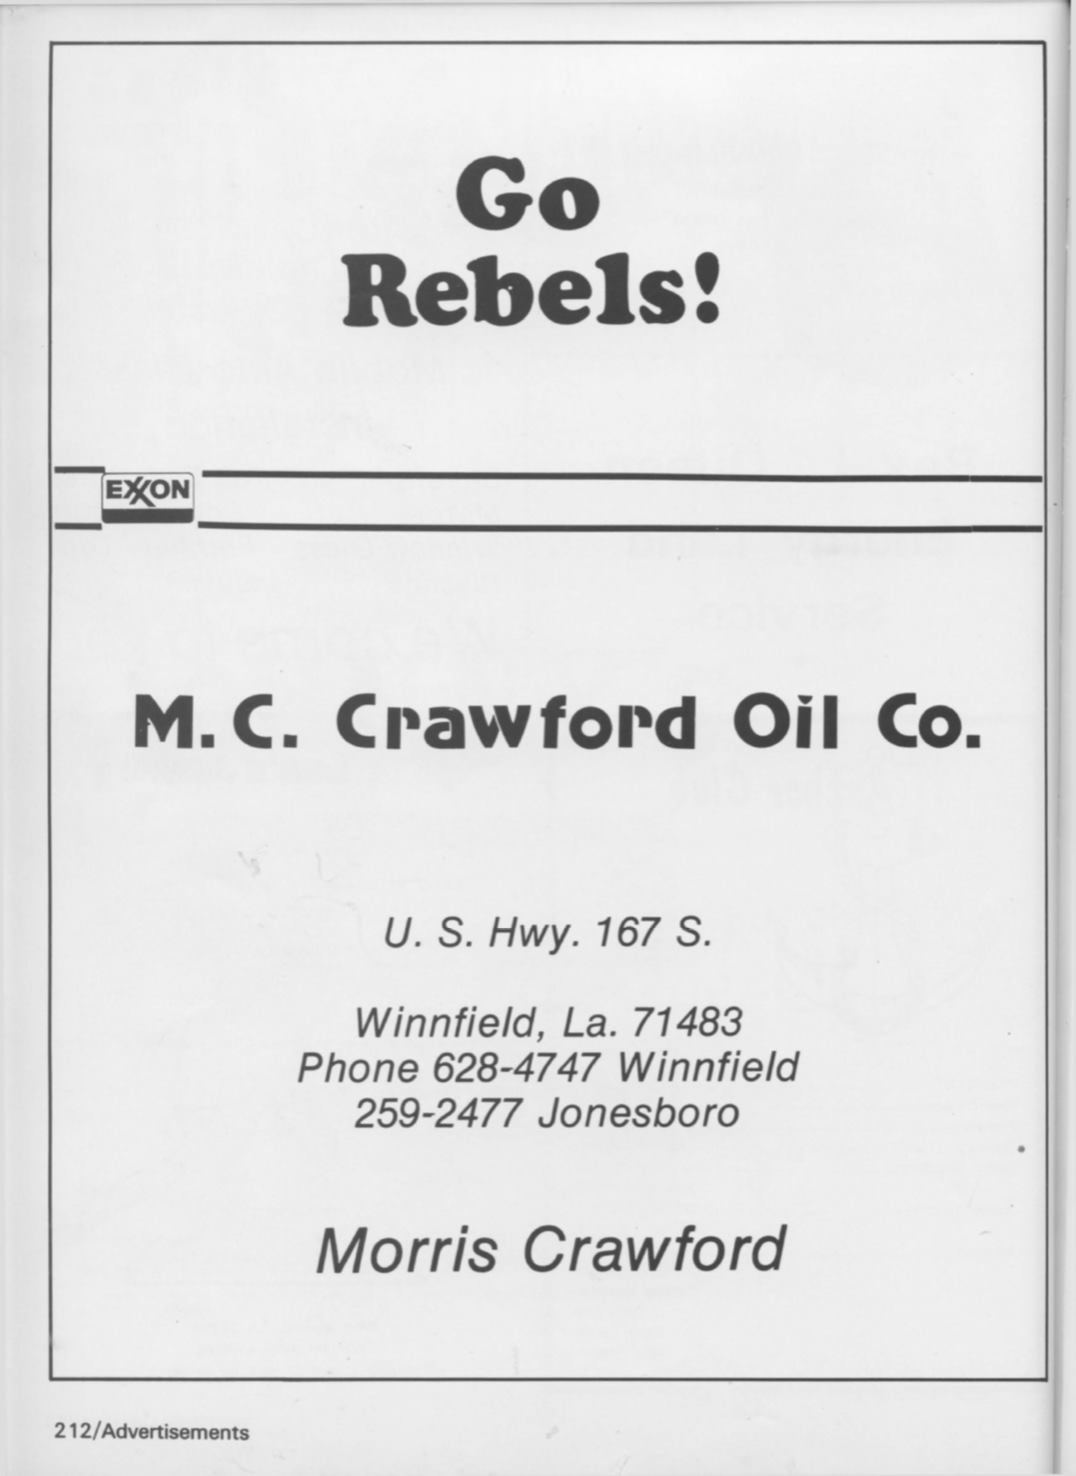 Go
Rebels!
EXXON
M. C. Crawford Oil Co.
U. S. Hwy. 167 S.
Winnfield, La. 71483
Phone 628-4747 Winnfield
259-2477 Jonesboro
Morris Crawford
212/Advertisements